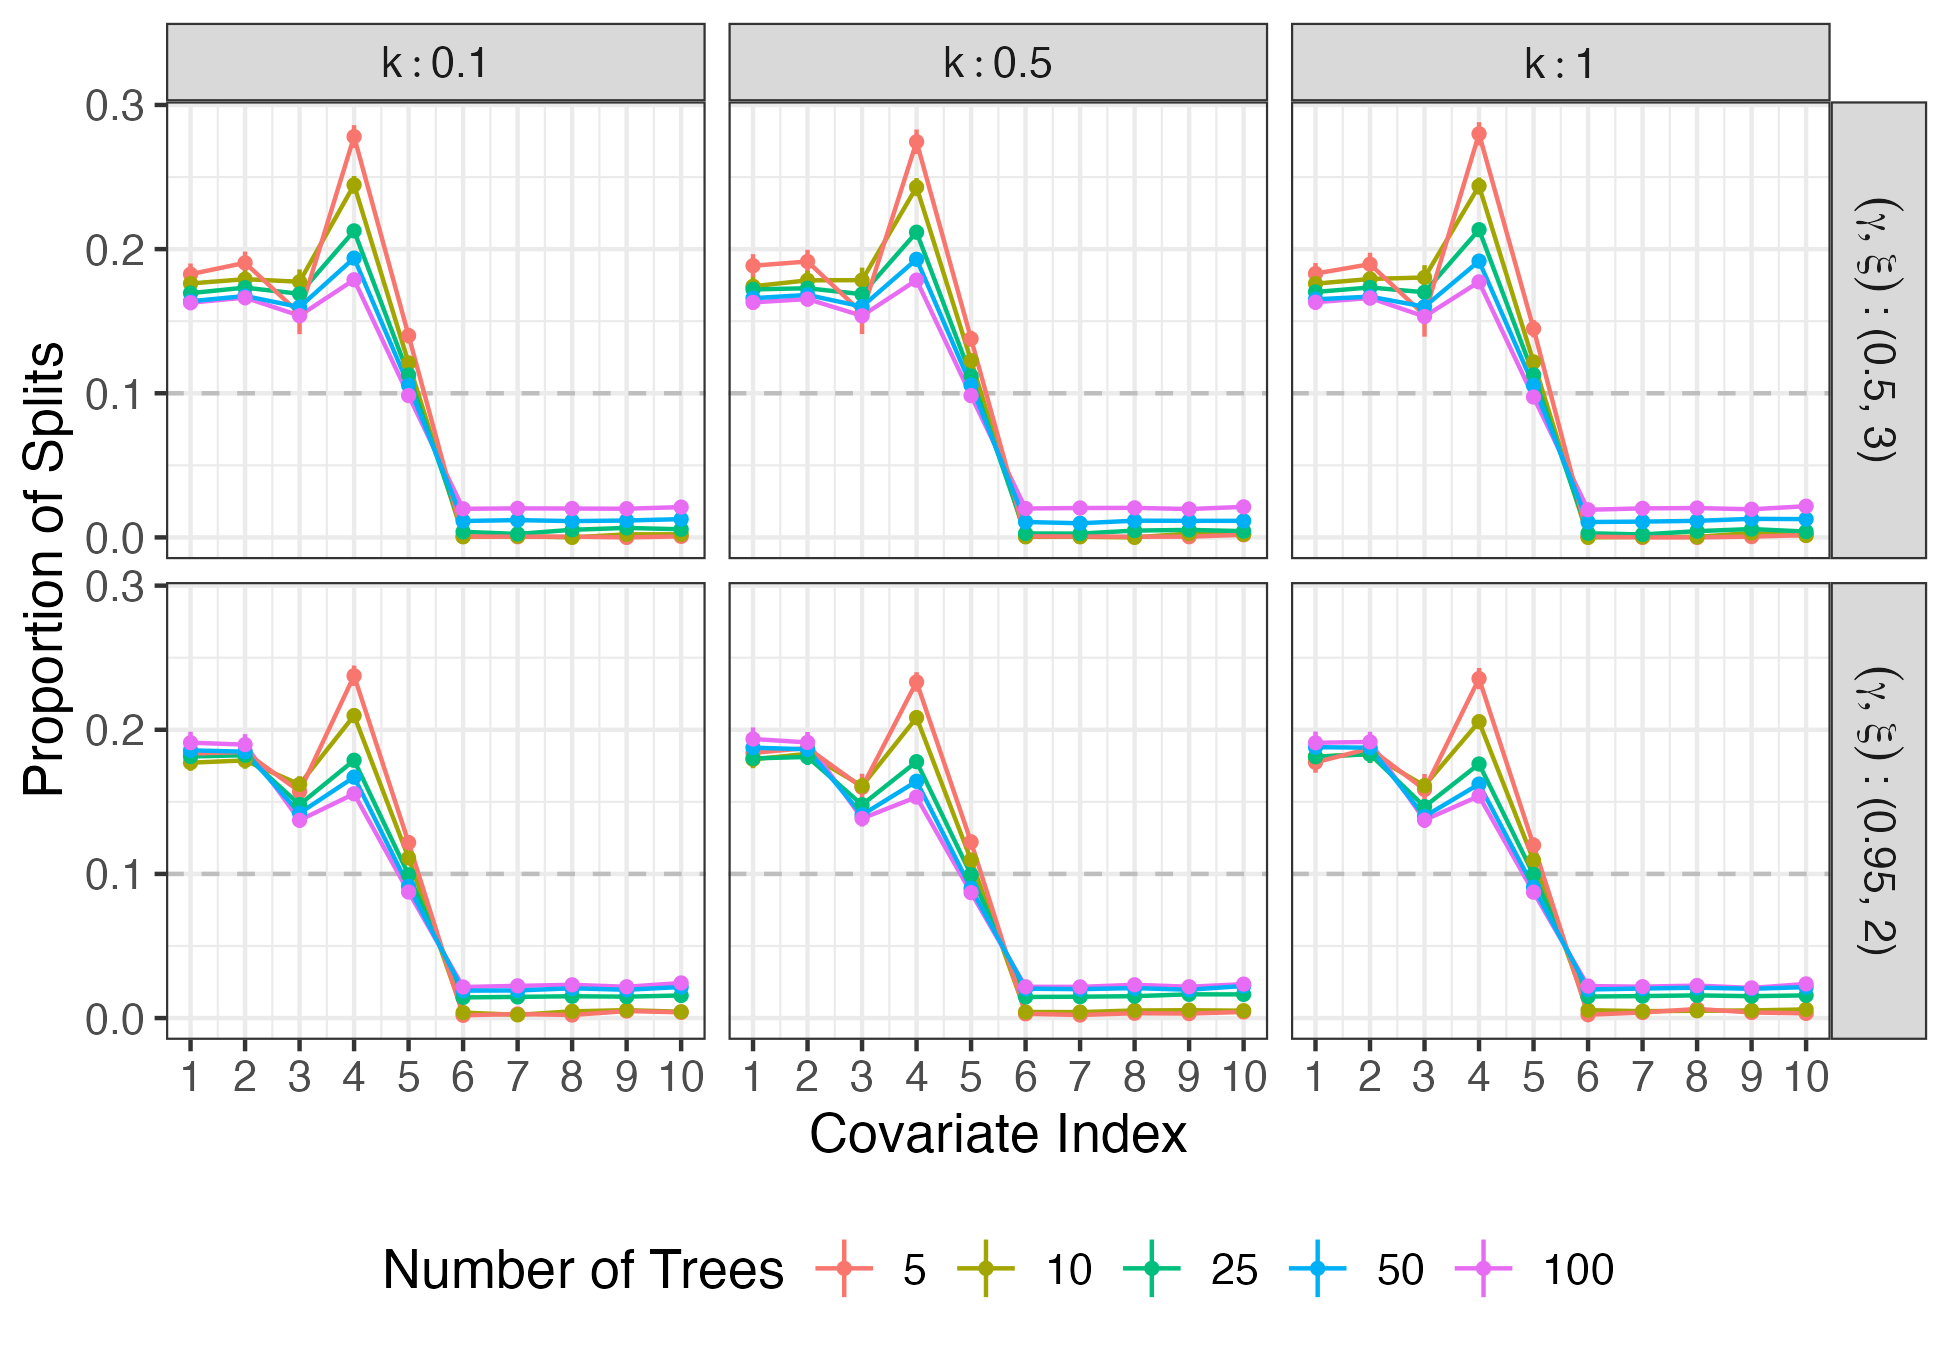 k : 0.1
k : 0.5
k : 1
0.3
0.2
0.1
0.0
(γ, ξ) : (0.5, 3)
0.3
0.2
0.1
0.0
(γ, ξ) : (0.95, 2)
Proportion of Splits
1 2 3 4 5 6 7 8 9 10
1 2 3 4 5 6 7 8 9 10
1 2 3 4 5 6 7 8 9 10
Covariate Index
Number of Trees 5 10 25 50 100